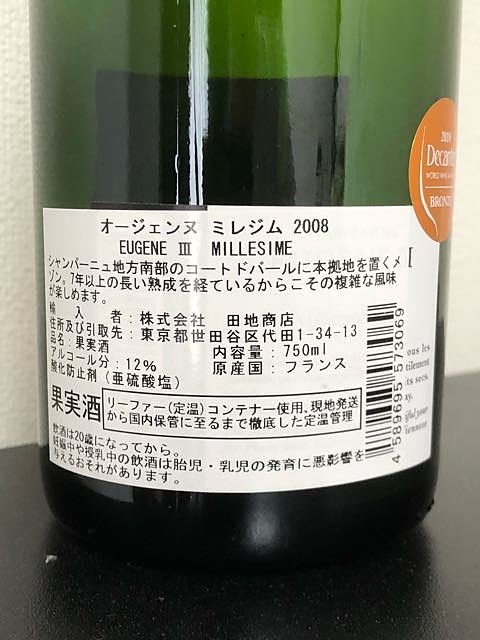 オージェンヌ ミレジム 2008
EUGENE Ⅲ MILLESIME
シャンパーニュ地方南部のコートドバールに本拠地を置くメ
ゾン。7年以上の長い熟成を経ているからこその複雑な風味
が楽しめます。
輸入者:株式会社 田地商店
住所及び引取先:東京都世田谷区代田1-34-13
品名:果実酒 内容量:750ml
アルコール分:12% 原産国:フランス
酸化防止剤(亜硫酸塩)
果実酒
リーファー(定温)コンテナー使用、現地発送
から国内保管に至るまで徹底した定温管理
飲酒は20歳になってから。
妊娠中や授乳中の飲酒は胎児・乳児の発育に悪影響を
与えるおそれがあります。
4 589695 573069
2019
Decanter
WORLD WINE
BRONZE
ous les
tilement
ts secs.